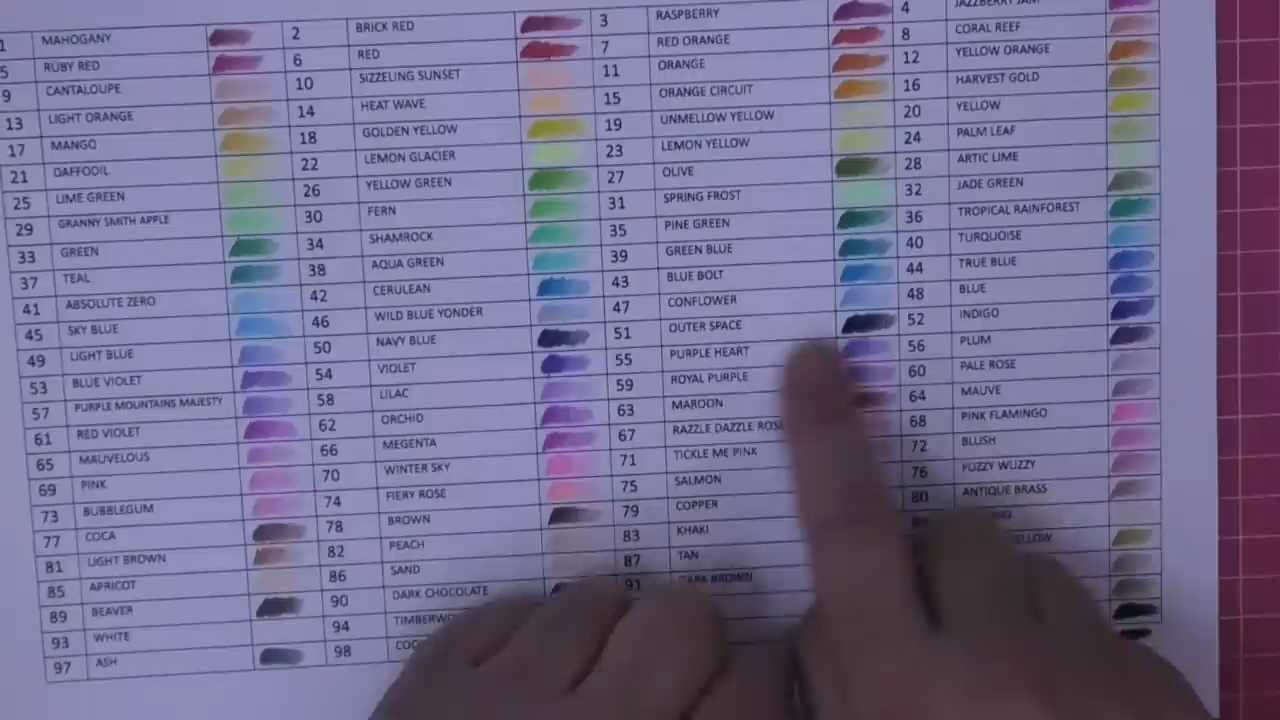 1 MAHOGANY 2 BRICK RED 3 RASPBERRY 4 JAZZBERRY JAM
5 RUBY RED 6 RED 7 RED ORANGE 8 CORAL REEF
9 CANTALOUPE 10 SIZZELING SUNSET 11 ORANGE 12 YELLOW ORANGE
13 LIGHT ORANGE 14 HEAT WAVE 15 ORANGE CIRCUIT 16 HARVEST GOLD
17 MANGO 18 GOLDEN YELLOW 19 UNMELLOW YELLOW 20 YELLOW
21 DAFFODIL 22 LEMON GLACIER 23 LEMON YELLOW 24 PALM LEAF
25 LIME GREEN 26 YELLOW GREEN 27 OLIVE 28 ARTIC LIME
29 GRANNY SMITH APPLE 30 FERN 31 SPRING FROST 32 JADE GREEN
33 GREEN 34 SHAMROCK 35 PINE GREEN 36 TROPICAL RAINFOREST
37 TEAL 38 AQUA GREEN 39 GREEN BLUE 40 TURQUOISE
41 ABSOLUTE ZERO 42 CERULEAN 43 BLUE BOLT 44 TRUE BLUE
45 SKY BLUE 46 WILD BLUE YONDER 47 CONFLOWER 48 BLUE
49 LIGHT BLUE 50 NAVY BLUE 51 OUTER SPACE 52 INDIGO
53 BLUE VIOLET 54 VIOLET 55 PURPLE HEART 56 PLUM
57 PURPLE MOUNTAINS MAJESTY 58 LILAC 59 ROYAL PURPLE 60 PALE ROSE
61 RED VIOLET 62 ORCHID 63 MAROON 64 MAUVE
65 MAUVELOUS 66 MEGENTA 67 RAZZLE DAZZLE ROSE 68 PINK FLAMINGO
69 PINK 70 WINTER SKY 71 TICKLE ME PINK 72 BLUSH
73 BUBBLEGUM 74 FIERY ROSE 75 SALMON 76 FUZZY WUZZY
77 COCA 78 BROWN 79 COPPER 80 ANTIQUE BRASS
81 LIGHT BROWN 82 PEACH 83 KHAKI
85 APRICOT 86 SAND 87 TAN
89 BEAVER 90 DARK CHOCOLATE 91 DARK BROWN
93 WHITE 94
97 ASH 98